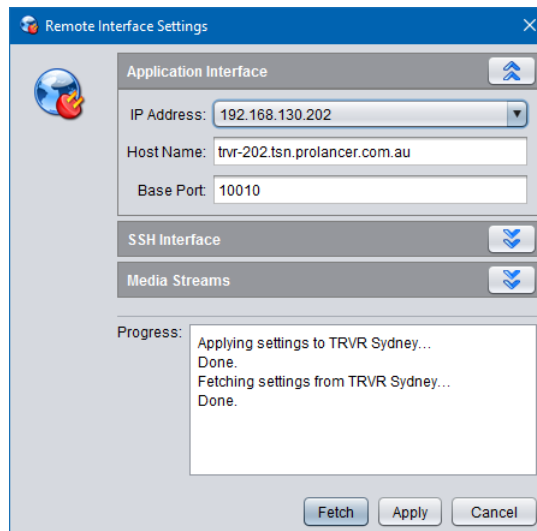 Remote Interface Settings
Application Interface
IP Address: 192.168.130.202
Host Name: trvr-202.tsn.prolancer.com.au
Base Port: 10010
SSH Interface
Media Streams
Progress:
Applying settings to TRVR Sydney...
Done.
Fetching settings from TRVR Sydney...
Done.
Fetch Apply Cancel